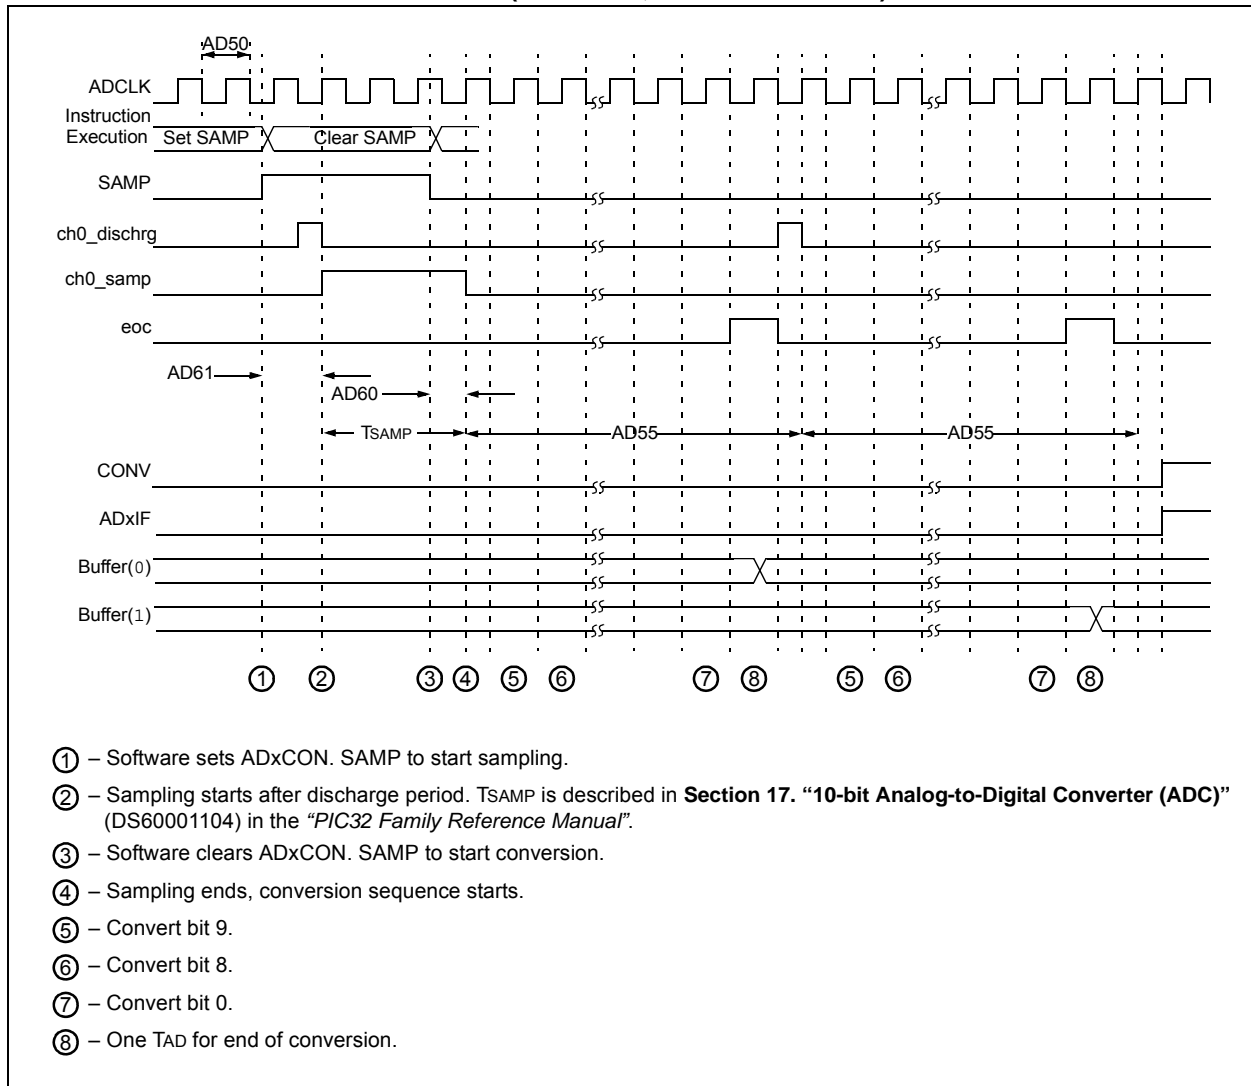 AD50
ADCLK
Instruction
Execution
Set SAMP
Clear SAMP
SAMP
ch0_dischrg
ch0_samp
eoc
AD61
AD60
TSAMP
AD55
AD55
CONV
ADxIF
Buffer(0)
Buffer(1)
1 2 3 4 5 6 7 8 5 6 7 8
1 – Software sets ADxCON. SAMP to start sampling.
2 – Sampling starts after discharge period. TSAMP is described in Section 17. “10-bit Analog-to-Digital Converter (ADC)”
(DS60001104) in the “PIC32 Family Reference Manual”.
3 – Software clears ADxCON. SAMP to start conversion.
4 – Sampling ends, conversion sequence starts.
5 – Convert bit 9.
6 – Convert bit 8.
7 – Convert bit 0.
8 – One TAD for end of conversion.